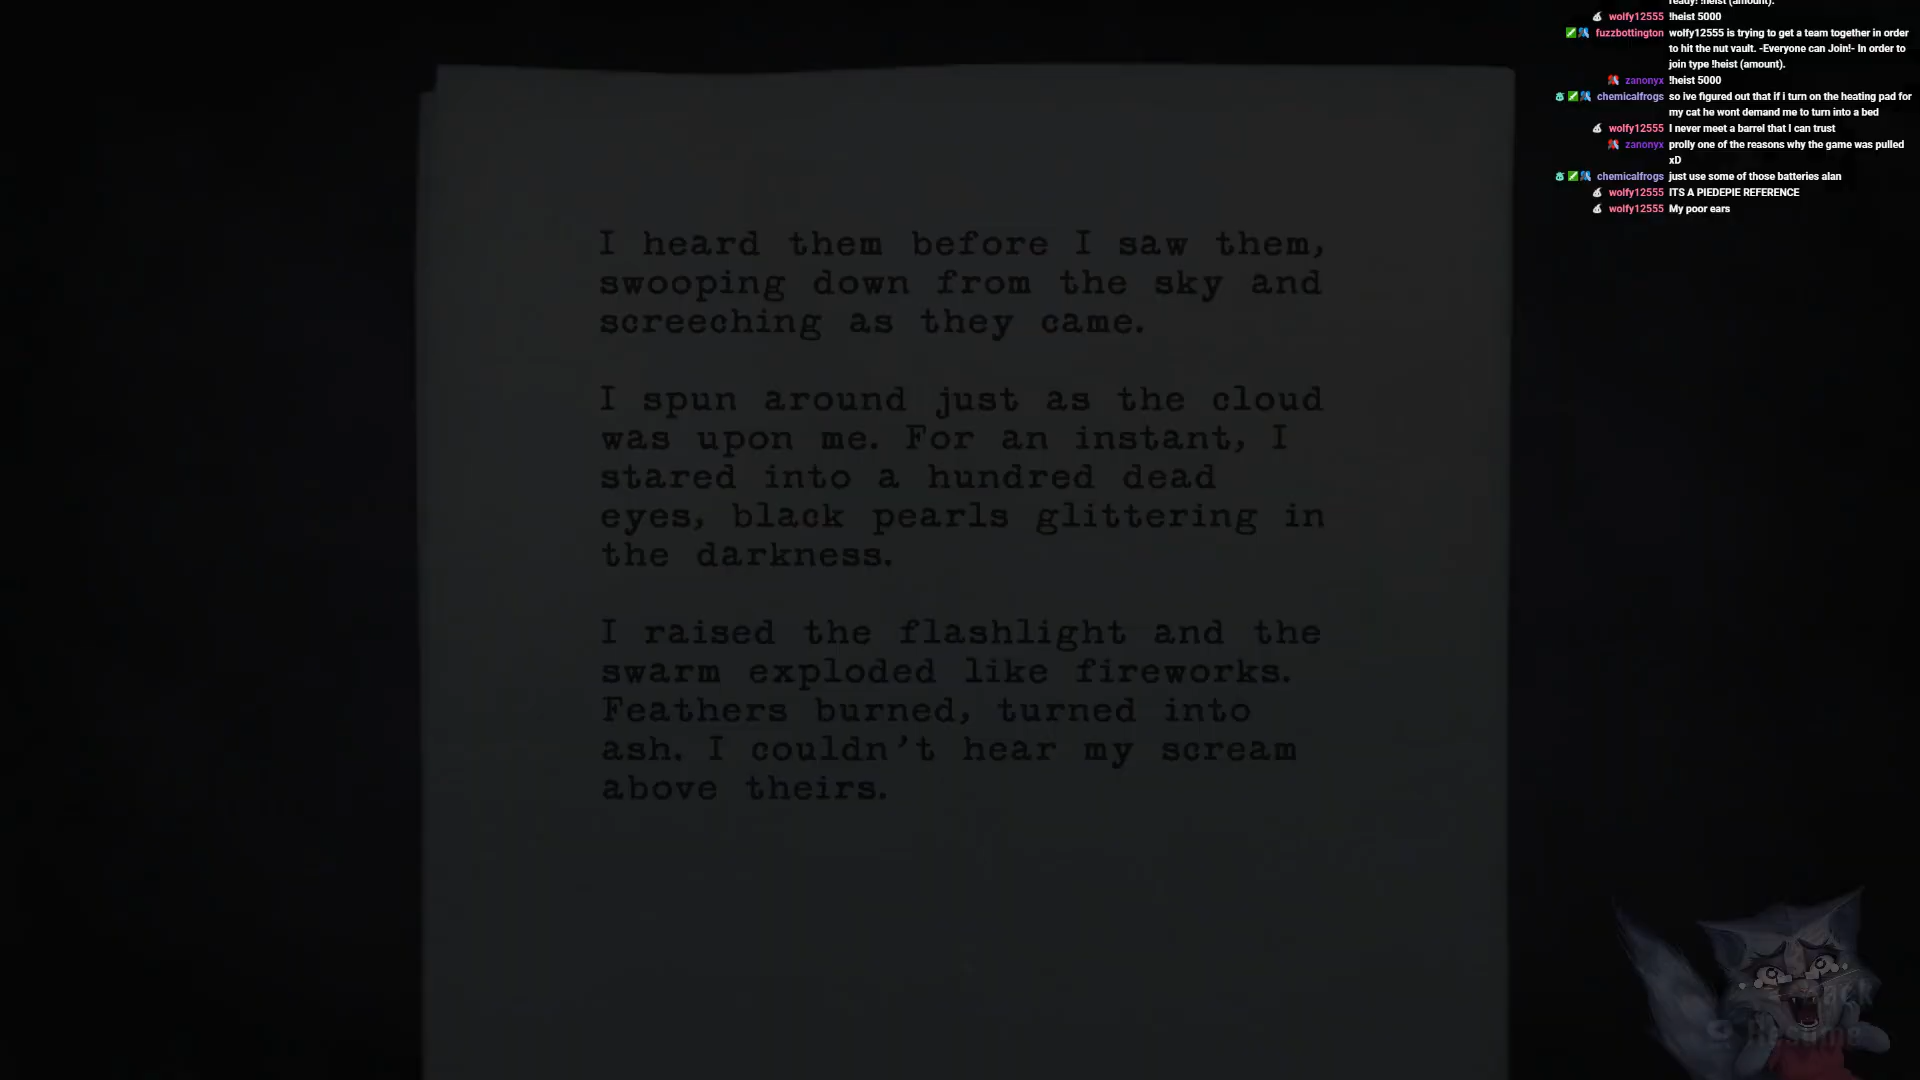 ready! !heist (amount).
wolfy12555 !heist 5000
fuzzbottington wolfy12555 is trying to get a team together in order
to hit the nut vault. -Everyone can Join!- In order to
join type !heist (amount).
zanonyx !heist 5000
chemicalfrogs so ive figured out that if i turn on the heating pad for
my cat he wont demand me to turn into a bed
wolfy12555 I never meet a barrel that I can trust
zanonyx prolly one of the reasons why the game was pulled
xD
chemicalfrogs just use some of those batteries alan
wolfy12555 ITS A PIEDEPIE REFERENCE
wolfy12555 My poor ears
I heard them before I saw them,
swooping down from the sky and
screeching as they came.
I spun around just as the cloud
was upon me. For an instant, I
stared into a hundred dead
eyes, black pearls glittering in
the darkness.
I raised the flashlight and the
swarm exploded like fireworks.
Feathers burned, turned into
ash. I couldn't hear my scream
above theirs.
Resume